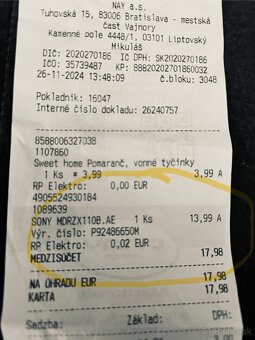 NAY a.s.
Tuhovská 15, 83006 Bratislava - mestská
časť Vajnory
Kamenné pole 4448/1, 03101 Liptovský
Mikuláš
DIČ: 2020270186 IČ DPH: SK2020270186
IČO: 35739487 KP: 88820202701860032
26-11-2024 13:48:09 č.bloku: 3048
Pokladník: 16047
Interné číslo dokladu: 26240757
8588006327038
1107860
Sweet home Pomaranč, vonné tyčinky
1 Ks * 3,99 3,99 A
RP Elektro: 0,00 EUR
4905524930184
1089639
SONY MDRZX110B.AE 1 Ks 13,99 A
Výr. číslo: P92486650M
RP Elektro: 0,02 EUR
MEDZISÚČET 17,98
NA ÚHRADU EUR 17,98
KARTA 17,98
Sadzba: Základ: DPH: